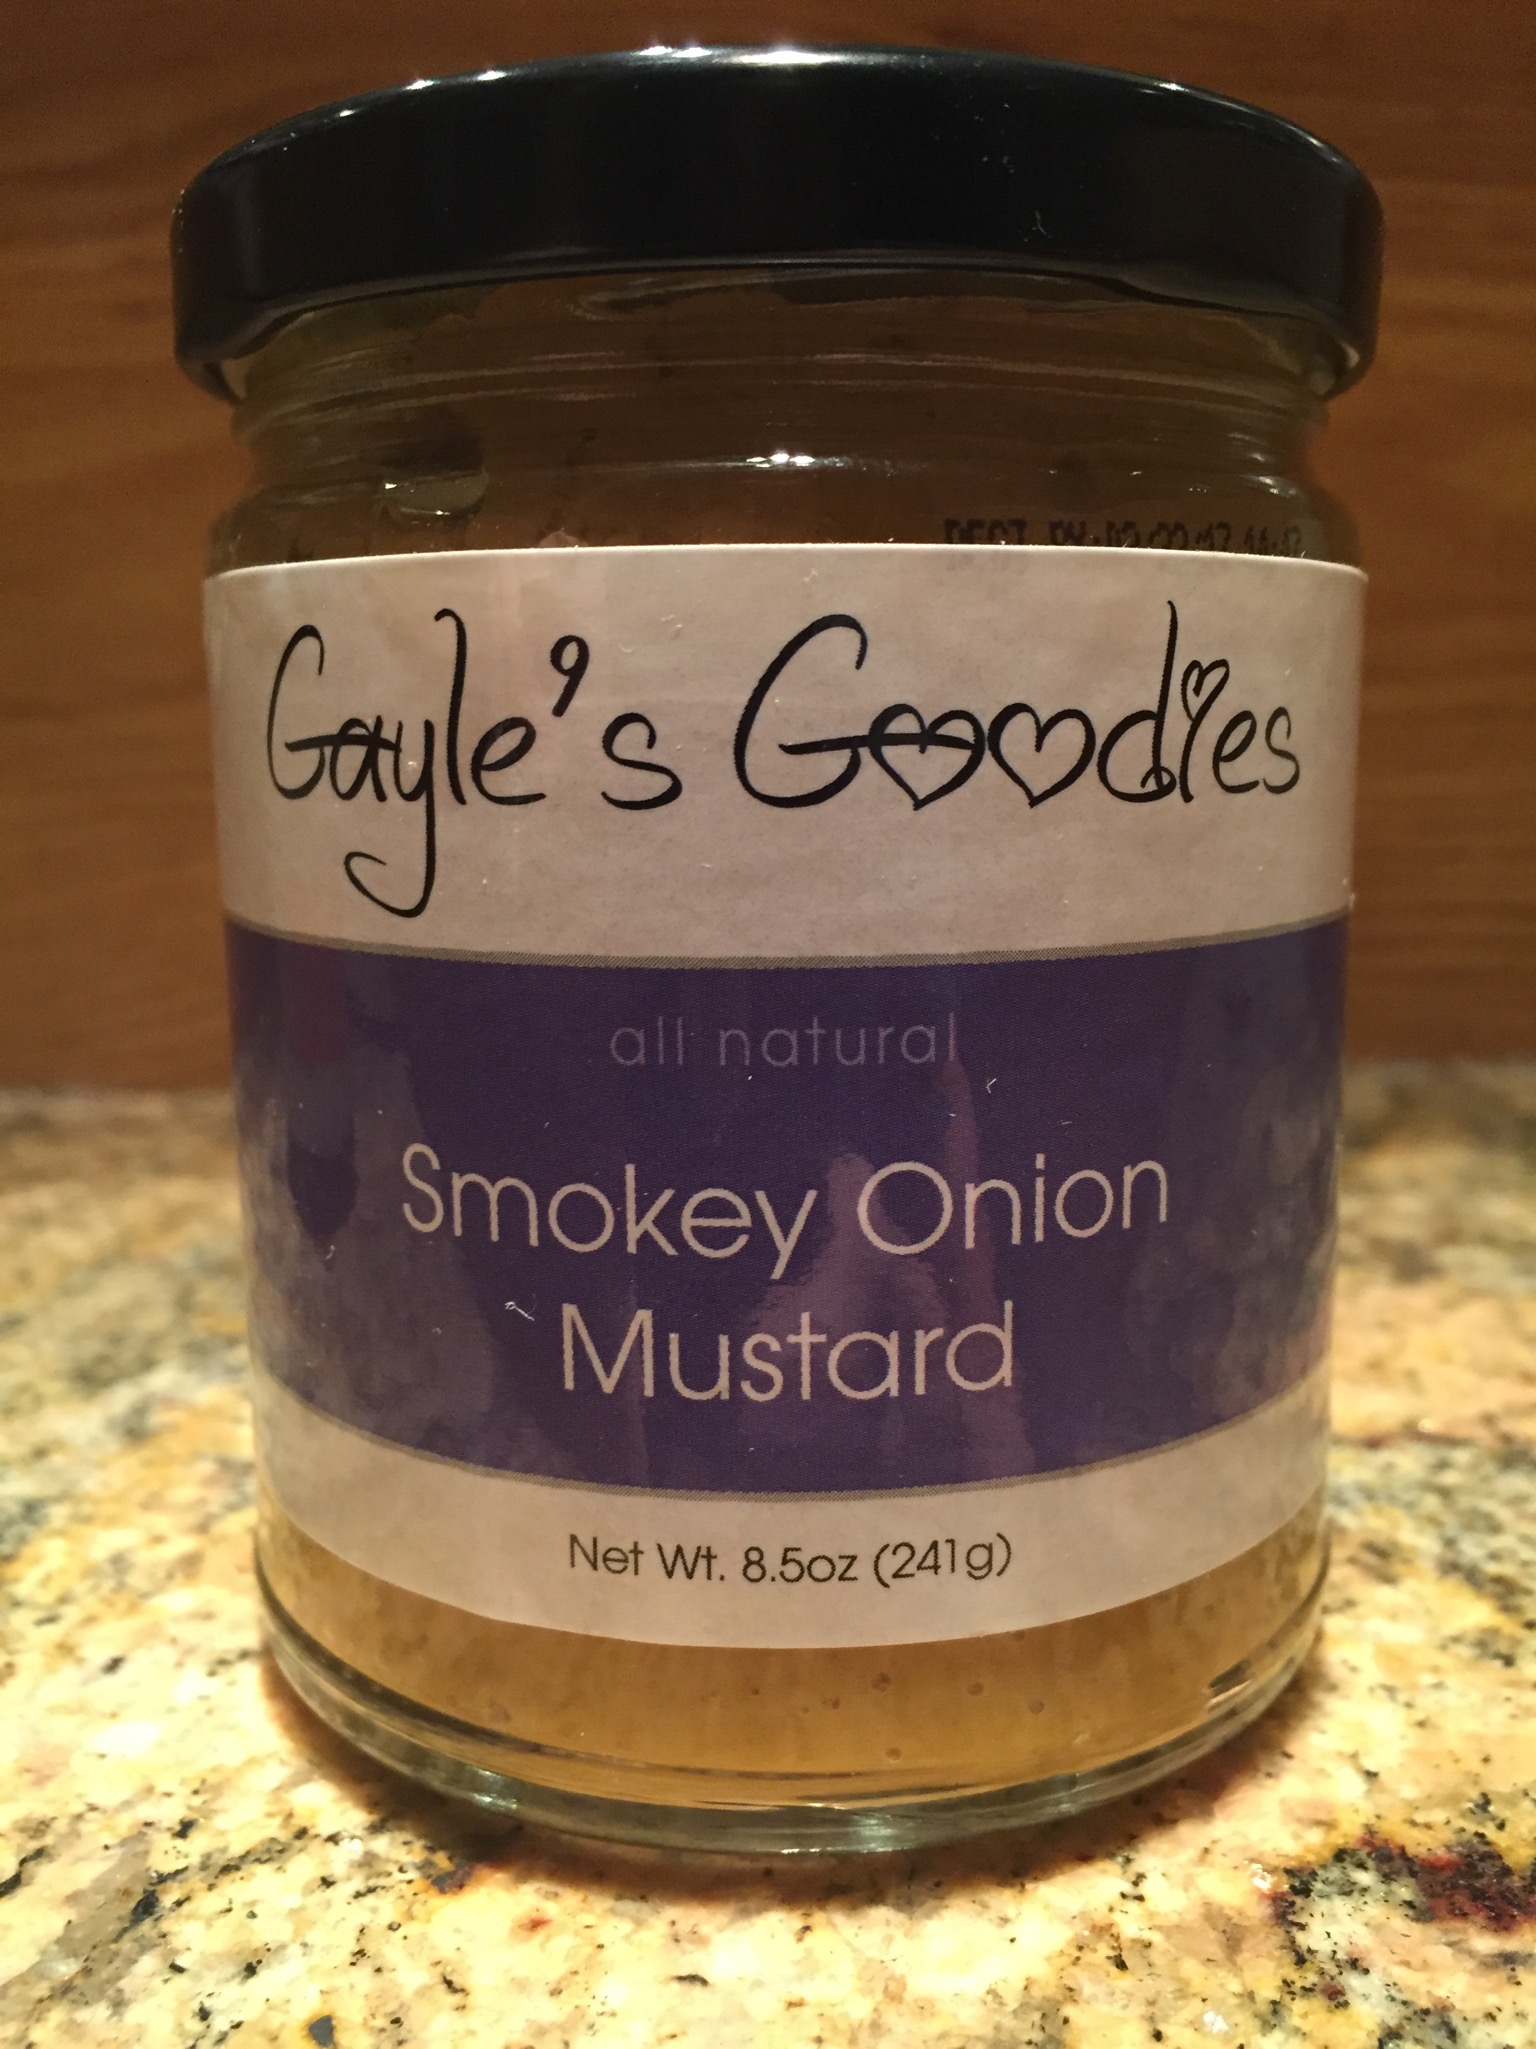 Gayle's Goodies
all natural
Smokey Onion
Mustard
Net Wt. 8.5oz (241g)